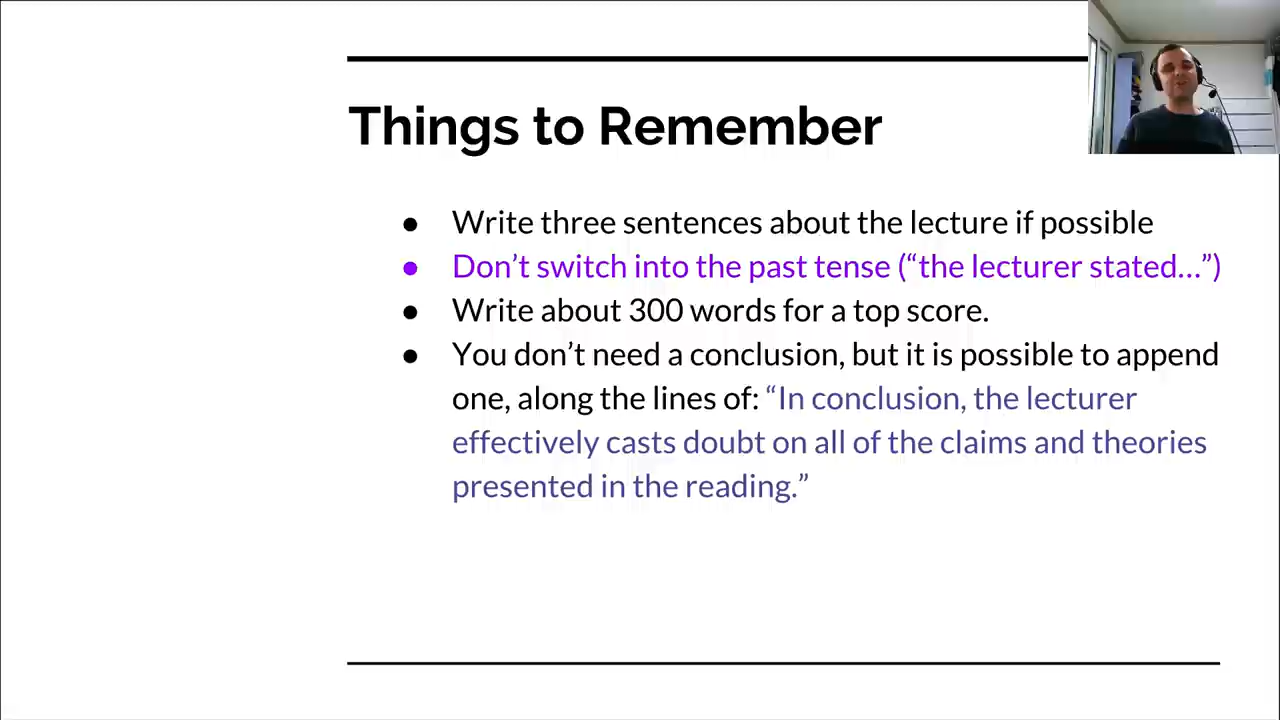 Things to Remember
● Write three sentences about the lecture if possible
● Don’t switch into the past tense (“the lecturer stated…”)
● Write about 300 words for a top score.
● You don’t need a conclusion, but it is possible to append
one, along the lines of: “In conclusion, the lecturer
effectively casts doubt on all of the claims and theories
presented in the reading.”